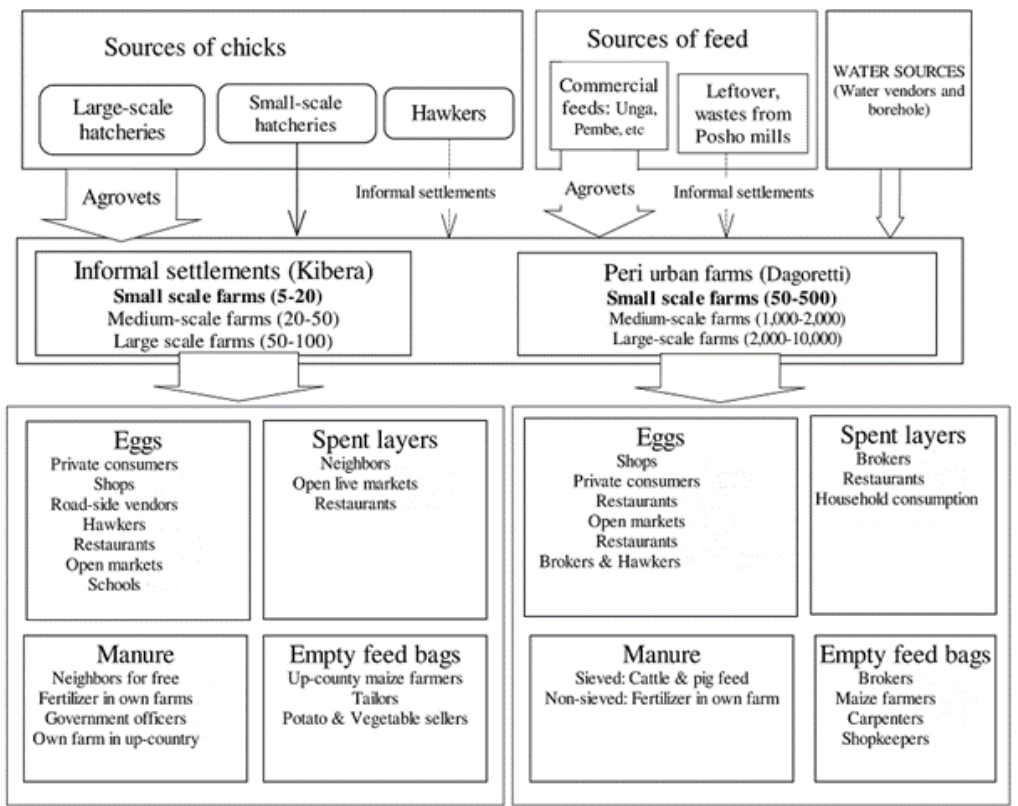 Sources of chicks
Large-scale
hatcheries
Small-scale
hatcheries
Hawkers
Sources of feed
Commercial
feeds: Unga,
Pembe, etc
Leftover,
wastes from
Posho mills
WATER SOURCES
(Water vendors and
borehole)
Agrovets
Informal settlements
Agrovets
Informal settlements
Informal settlements (Kibera)
Small scale farms (5-20)
Medium-scale farms (20-50)
Large scale farms (50-100)
Peri urban farms (Dagoretti)
Small scale farms (50-500)
Medium-scale farms (1,000-2,000)
Large-scale farms (2,000-10,000)
Eggs
Private consumers
Shops
Road-side vendors
Hawkers
Restaurants
Open markets
Schools
Spent layers
Neighbors
Open live markets
Restaurants
Manure
Neighbors for free
Fertilizer in own farms
Government officers
Own farm in up-country
Empty feed bags
Up-county maize farmers
Tailors
Potato & Vegetable sellers
Eggs
Shops
Private consumers
Restaurants
Open markets
Restaurants
Brokers & Hawkers
Spent layers
Brokers
Restaurants
Household consumption
Manure
Sieved: Cattle & pig feed
Non-sieved: Fertilizer in own farm
Empty feed bags
Brokers
Maize farmers
Carpenters
Shopkeepers